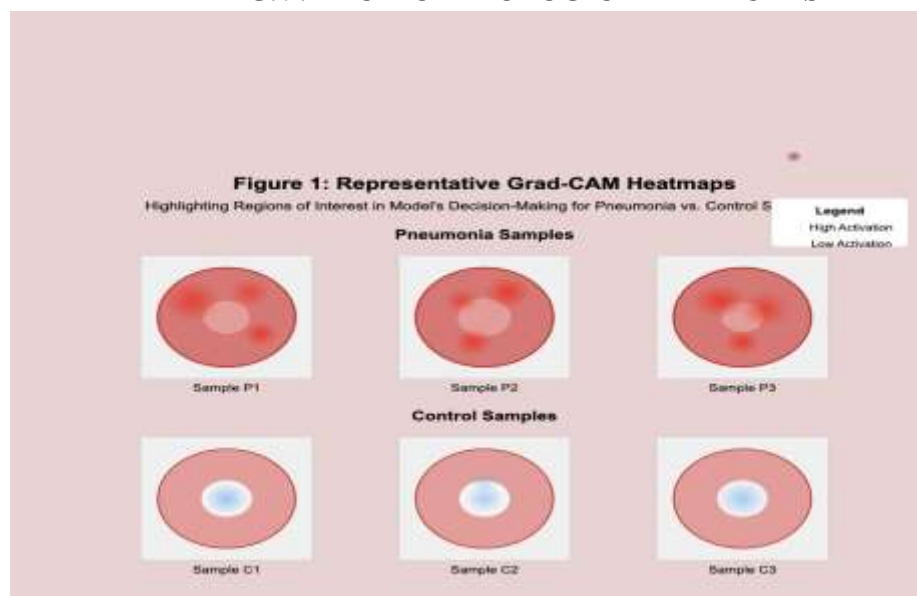 Figure 1: Representative Grad-CAM Heatmaps
Highlighting Regions of Interest in Model's Decision-Making for Pneumonia vs. Control S
Legend
High Activation
Low Activation
Pneumonia Samples
Sample P1
Sample P2
Sample P3
Control Samples
Sample C1
Sample C2
Sample C3